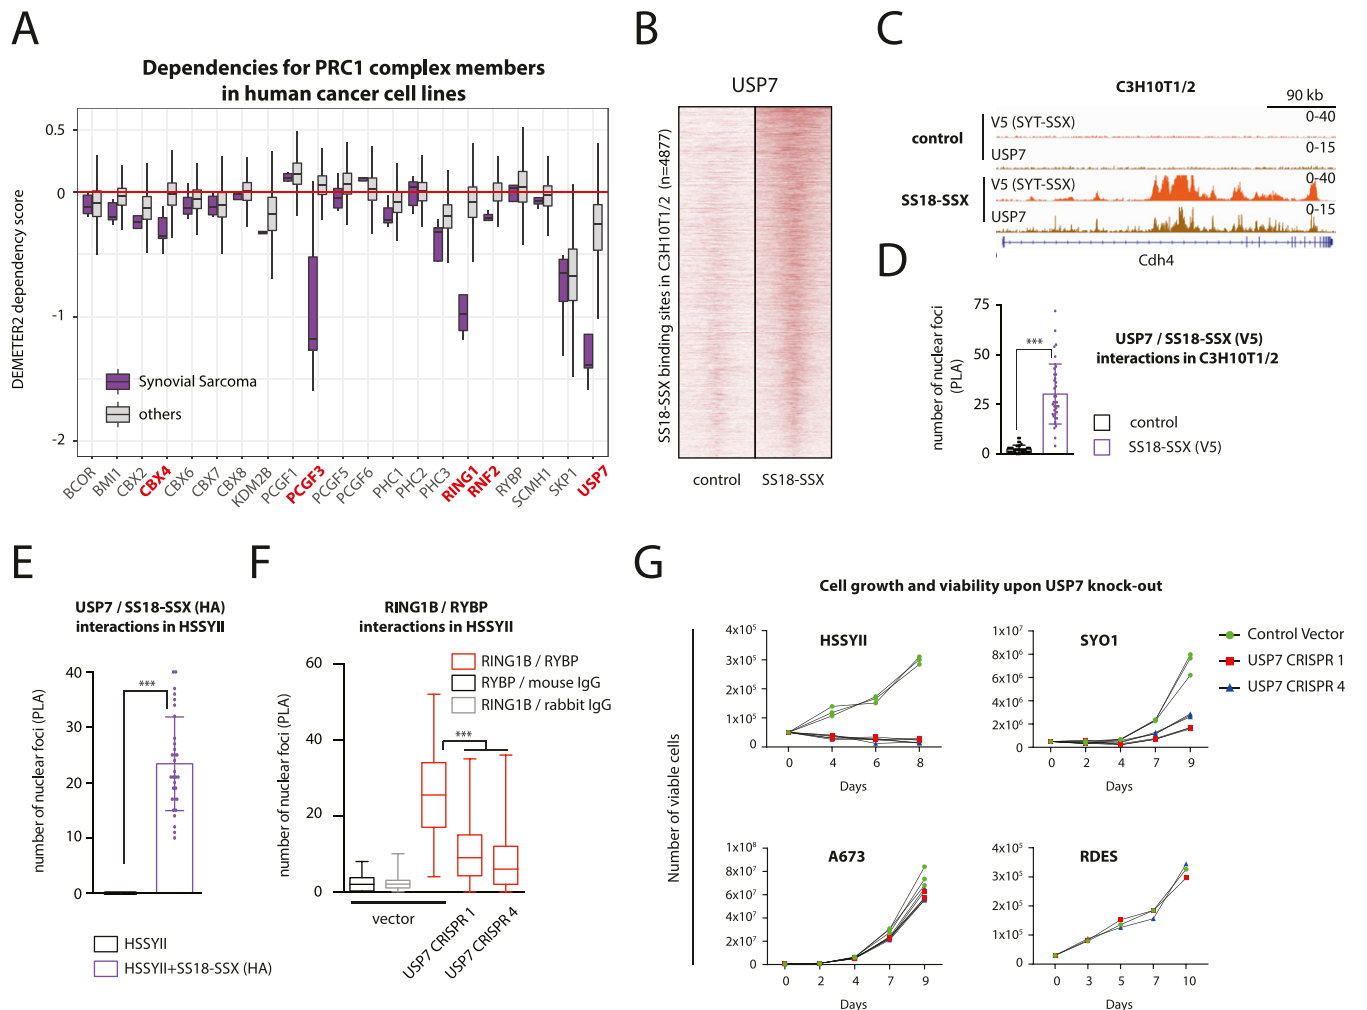 A
Dependencies for PRC1 complex members
in human cancer cell lines
DEMETER2 dependency score
0.5
0
-1
-2
Synovial Sarcoma
others
BCOR
BMI1
CBX2
CBX4
CBX6
CBX7
CBX8
KDM2B
PCGF1
PCGF3
PCGF5
PCGF6
PHC1
PHC2
PHC3
RING1
RNF2
RYBP
SCMH1
SKP1
USP7
B
USP7
SS18-SSX binding sites in C3H10T1/2 (n=4877)
control SS18-SSX
C
C3H10T1/2
90 kb
control
V5 (SYT-SSX) 0-40
USP7 0-15
SS18-SSX
V5 (SYT-SSX) 0-40
USP7 0-15
Cdh4
D
number of nuclear foci
(PLA)
75
50
25
0
***
USP7 / SS18-SSX (V5)
interactions in C3H10T1/2
control
SS18-SSX (V5)
E
USP7 / SS18-SSX (HA)
interactions in HSSYII
number of nuclear foci (PLA)
40
30
20
10
0
***
HSSYII
HSSYII+SS18-SSX (HA)
F
RING1B / RYBP
interactions in HSSYII
number of nuclear foci (PLA)
60
40
20
0
RING1B / RYBP
RYBP / mouse IgG
RING1B / rabbit IgG
***
vector
USP7 CRISPR 1
USP7 CRISPR 4
G
Cell growth and viability upon USP7 knock-out
Number of viable cells
HSSYII
4x10⁵
3x10⁵
2x10⁵
1x10⁵
0
0 4 6 8
Days
SYO1
1x10⁷
8x10⁶
6x10⁶
4x10⁶
2x10⁶
0
0 2 4 7 9
Days
Control Vector
USP7 CRISPR 1
USP7 CRISPR 4
A673
1x10⁸
8x10⁷
6x10⁷
4x10⁷
2x10⁷
0
0 2 4 7 9
Days
RDES
4x10⁵
3x10⁵
2x10⁵
1x10⁵
0
0 3 5 7 10
Days